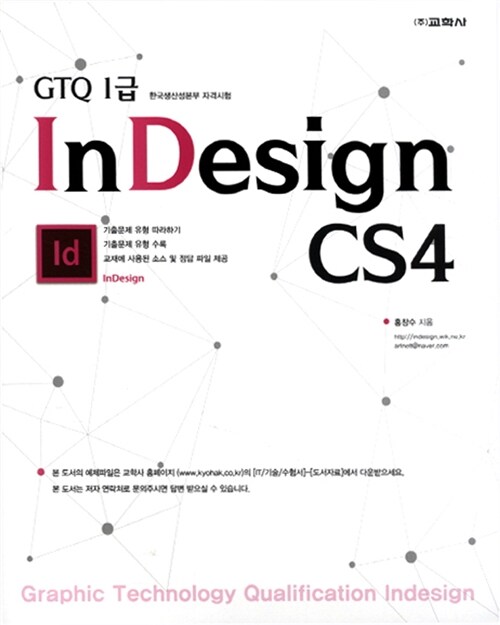 (주)교학사
GTQ 1급 한국생산성본부 자격시험
InDesign
CS4
Id
기출문제 유형 따라하기
기출문제 유형 수록
교재에 사용된 소스 및 정답 파일 제공
InDesign
홍창수 지음
http://indesign.wik.ne.kr
artnott@naver.com
본 도서의 예제파일은 교학사 홈페이지 (www.kyohak.co.kr)의 [IT/기술/수험서]-[도서자료]에서 다운받으세요.
본 도서는 저자 연락처로 문의주시면 답변 받으실 수 있습니다.
Graphic Technology Qualification Indesign